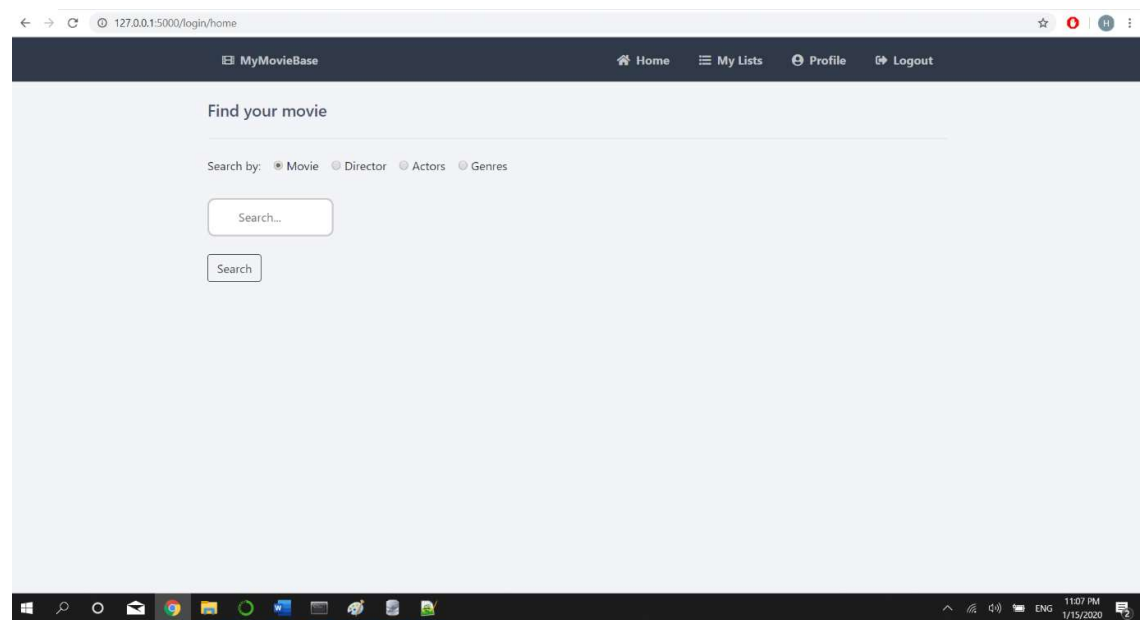 127.0.0.1:5000/login/home
H
MyMovieBase Home My Lists Profile Logout
Find your movie
Search by: Movie Director Actors Genres
Search...
Search
ENG 11:07 PM
1/15/2020
2